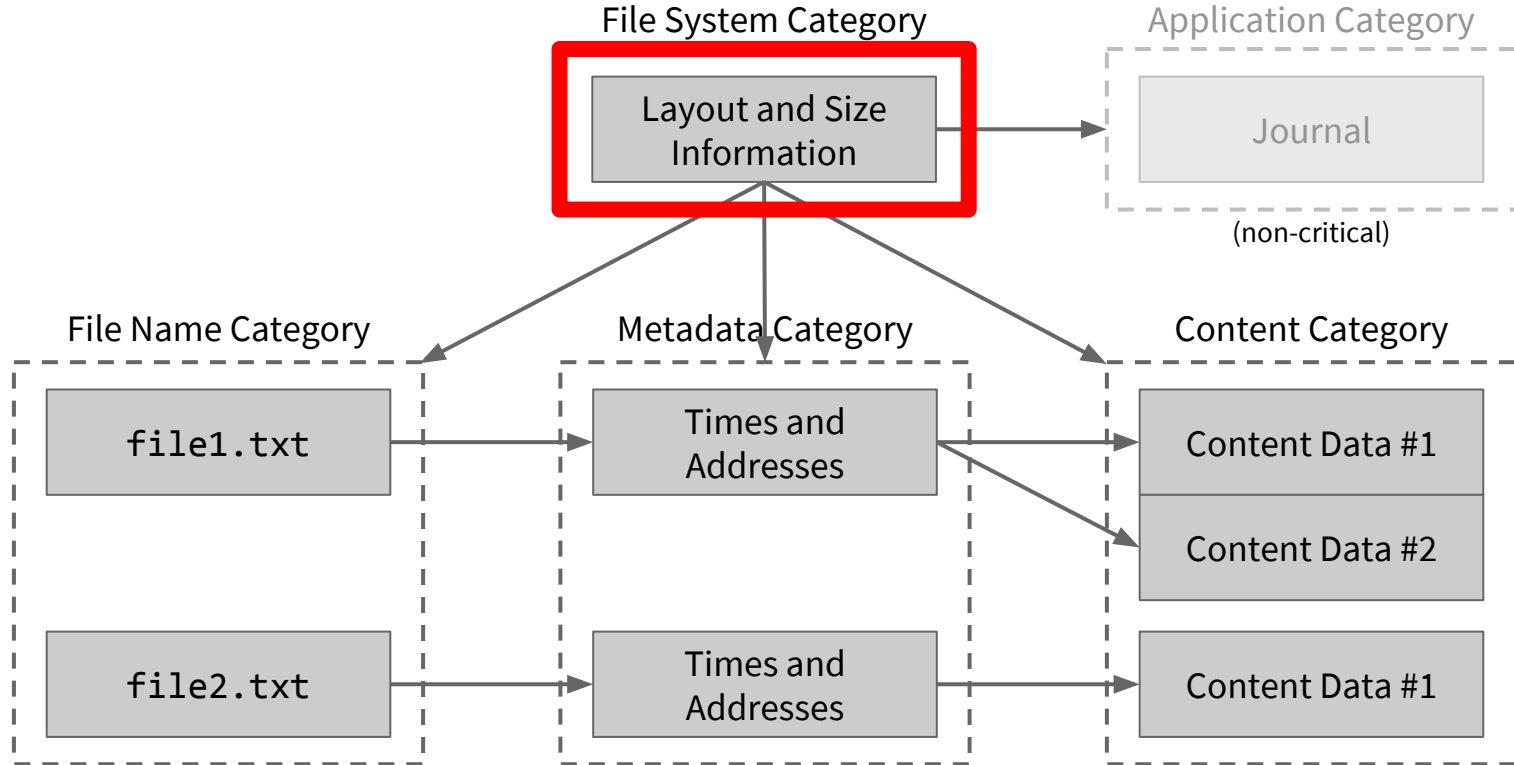 File System Category
Application Category
Layout and Size
Information
Journal
(non-critical)
File Name Category
Metadata Category
Content Category
file1.txt
Times and
Addresses
Content Data #1
Content Data #2
file2.txt
Times and
Addresses
Content Data #1